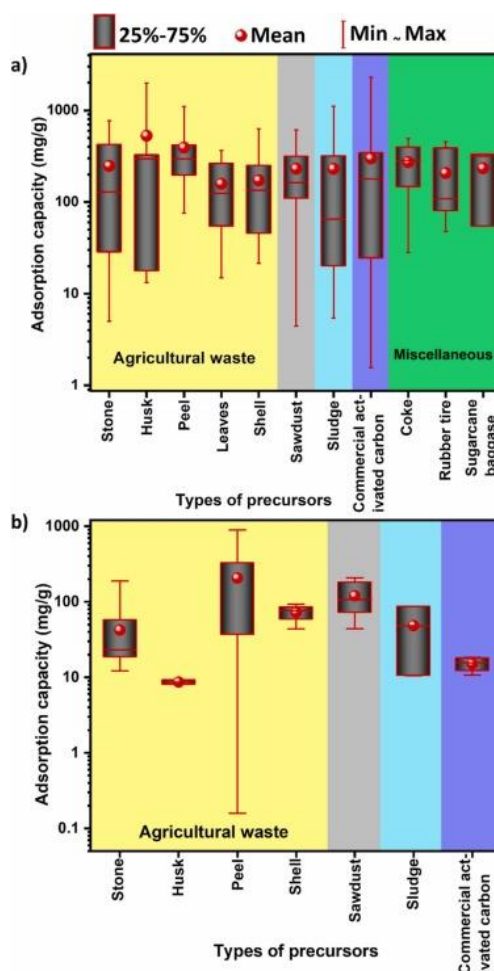 25%-75% Mean Min ~ Max
a)
Adsorption capacity (mg/g)
1000
100
10
1
Agricultural waste
Miscellaneous
Stone
Husk
Peel
Leaves
Shell
Sawdust
Sludge
Commercial act-
ivated carbon
Coke
Rubber tire
Sugarcane
baggase
Types of precursors
b)
Adsorption capacity (mg/g)
1000
100
10
1
0.1
Agricultural waste
Stone
Husk
Peel
Shell
Sawdust
Sludge
Commercial act-
ivated carbon
Types of precursors